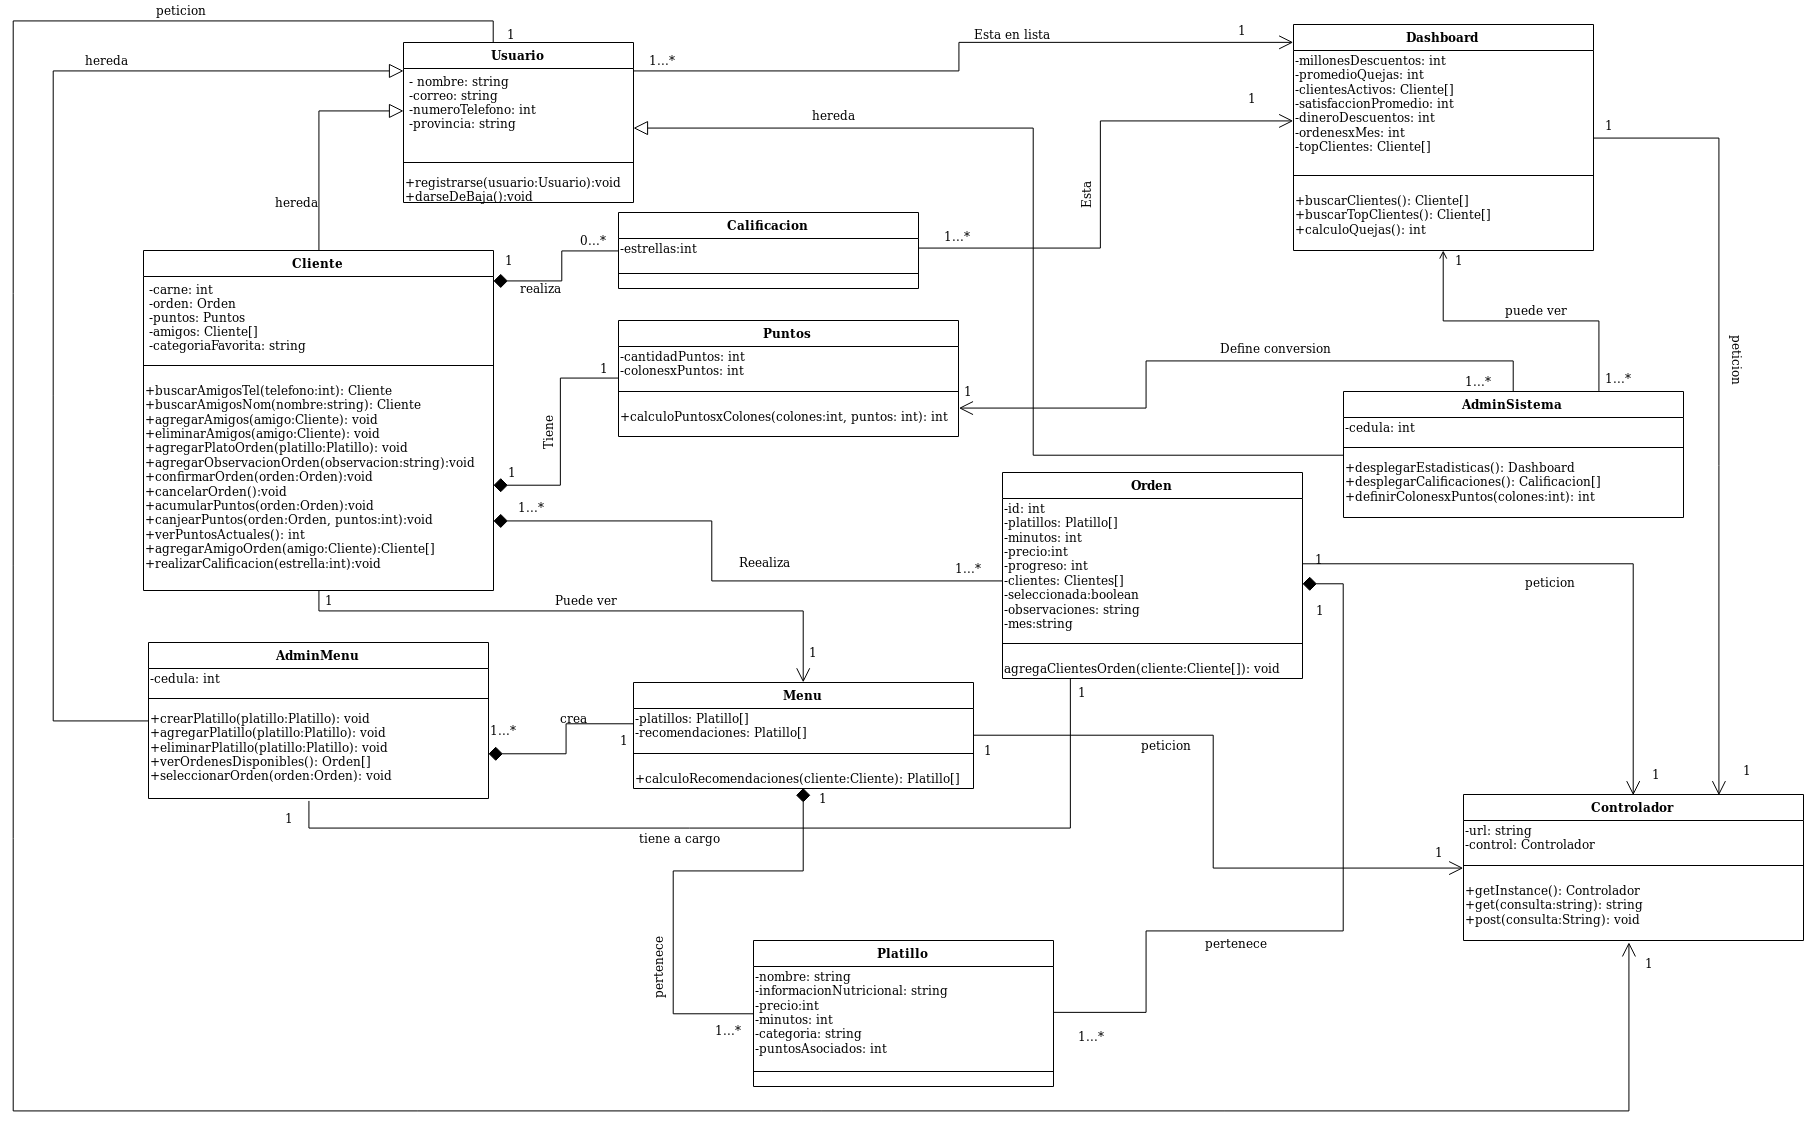 peticion
1
Usuario
- nombre: string
-correo: string
-numeroTelefono: int
-provincia: string
+registrarse(usuario:Usuario):void
+darseDeBaja():void
hereda
hereda
1...*
Esta en lista
1
hereda
1
Esta
1...*
Dashboard
-millonesDescuentos: int
-promedioQuejas: int
-clientesActivos: Cliente[]
-satisfaccionPromedio: int
-dineroDescuentos: int
-ordenesxMes: int
-topClientes: Cliente[]
+buscarClientes(): Cliente[]
+buscarTopClientes(): Cliente[]
+calculoQuejas(): int
1
peticion
1
puede ver
1...*
Calificacion
-estrellas:int
0...*
1
realiza
Cliente
-carne: int
-orden: Orden
-puntos: Puntos
-amigos: Cliente[]
-categoriaFavorita: string
+buscarAmigosTel(telefono:int): Cliente
+buscarAmigosNom(nombre:string): Cliente
+agregarAmigos(amigo:Cliente): void
+eliminarAmigos(amigo:Cliente): void
+agregarPlatoOrden(platillo:Platillo): void
+agregarObservacionOrden(observacion:string):void
+confirmarOrden(orden:Orden):void
+cancelarOrden():void
+acumularPuntos(orden:Orden):void
+canjearPuntos(orden:Orden, puntos:int):void
+verPuntosActuales(): int
+agregarAmigoOrden(amigo:Cliente):Cliente[]
+realizarCalificacion(estrella:int):void
Puntos
-cantidadPuntos: int
-colonesxPuntos: int
+calculoPuntosxColones(colones:int, puntos: int): int
1
Tiene
1
1
Define conversion
1...*
AdminSistema
-cedula: int
+desplegarEstadisticas(): Dashboard
+desplegarCalificaciones(): Calificacion[]
+definirColonesxPuntos(colones:int): int
1...*
Reealiza
1...*
Orden
-id: int
-platillos: Platillo[]
-minutos: int
-precio:int
-progreso: int
-clientes: Clientes[]
-seleccionada:boolean
-observaciones: string
-mes:string
agregaClientesOrden(cliente:Cliente[]): void
1
peticion
1
1
1
Puede ver
1
AdminMenu
-cedula: int
+crearPlatillo(platillo:Platillo): void
+agregarPlatillo(platillo:Platillo): void
+eliminarPlatillo(platillo:Platillo): void
+verOrdenesDisponibles(): Orden[]
+seleccionarOrden(orden:Orden): void
1...*
crea
1
Menu
-platillos: Platillo[]
-recomendaciones: Platillo[]
+calculoRecomendaciones(cliente:Cliente): Platillo[]
1
peticion
1
1
1
1
tiene a cargo
1
Controlador
-url: string
-control: Controlador
+getInstance(): Controlador
+get(consulta:string): string
+post(consulta:String): void
1
pertenece
1...*
Platillo
-nombre: string
-informacionNutricional: string
-precio:int
-minutos: int
-categoria: string
-puntosAsociados: int
pertenece
1...*